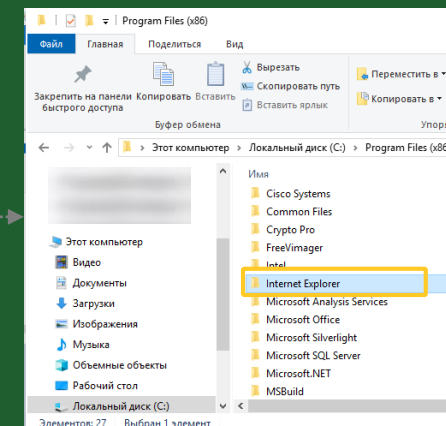 Program Files (x86)
Файл Главная Поделиться Вид
Закрепить на панели быстрого доступа
Копировать
Вставить
Вырезать
Скопировать путь
Вставить ярлык
Переместить в
Копировать в
Буфер обмена
Упоря
Этот компьютер > Локальный диск (C:) > Program Files (x86
Имя
Cisco Systems
Common Files
Crypto Pro
FreeVimager
Intel
Internet Explorer
Microsoft Analysis Services
Microsoft Office
Microsoft Silverlight
Microsoft SQL Server
Microsoft.NET
MSBuild
Этот компьютер
Видео
Документы
Загрузки
Изображения
Музыка
Объемные объекты
Рабочий стол
Локальный диск (C:)
Элементов: 27 Выбран 1 элемент